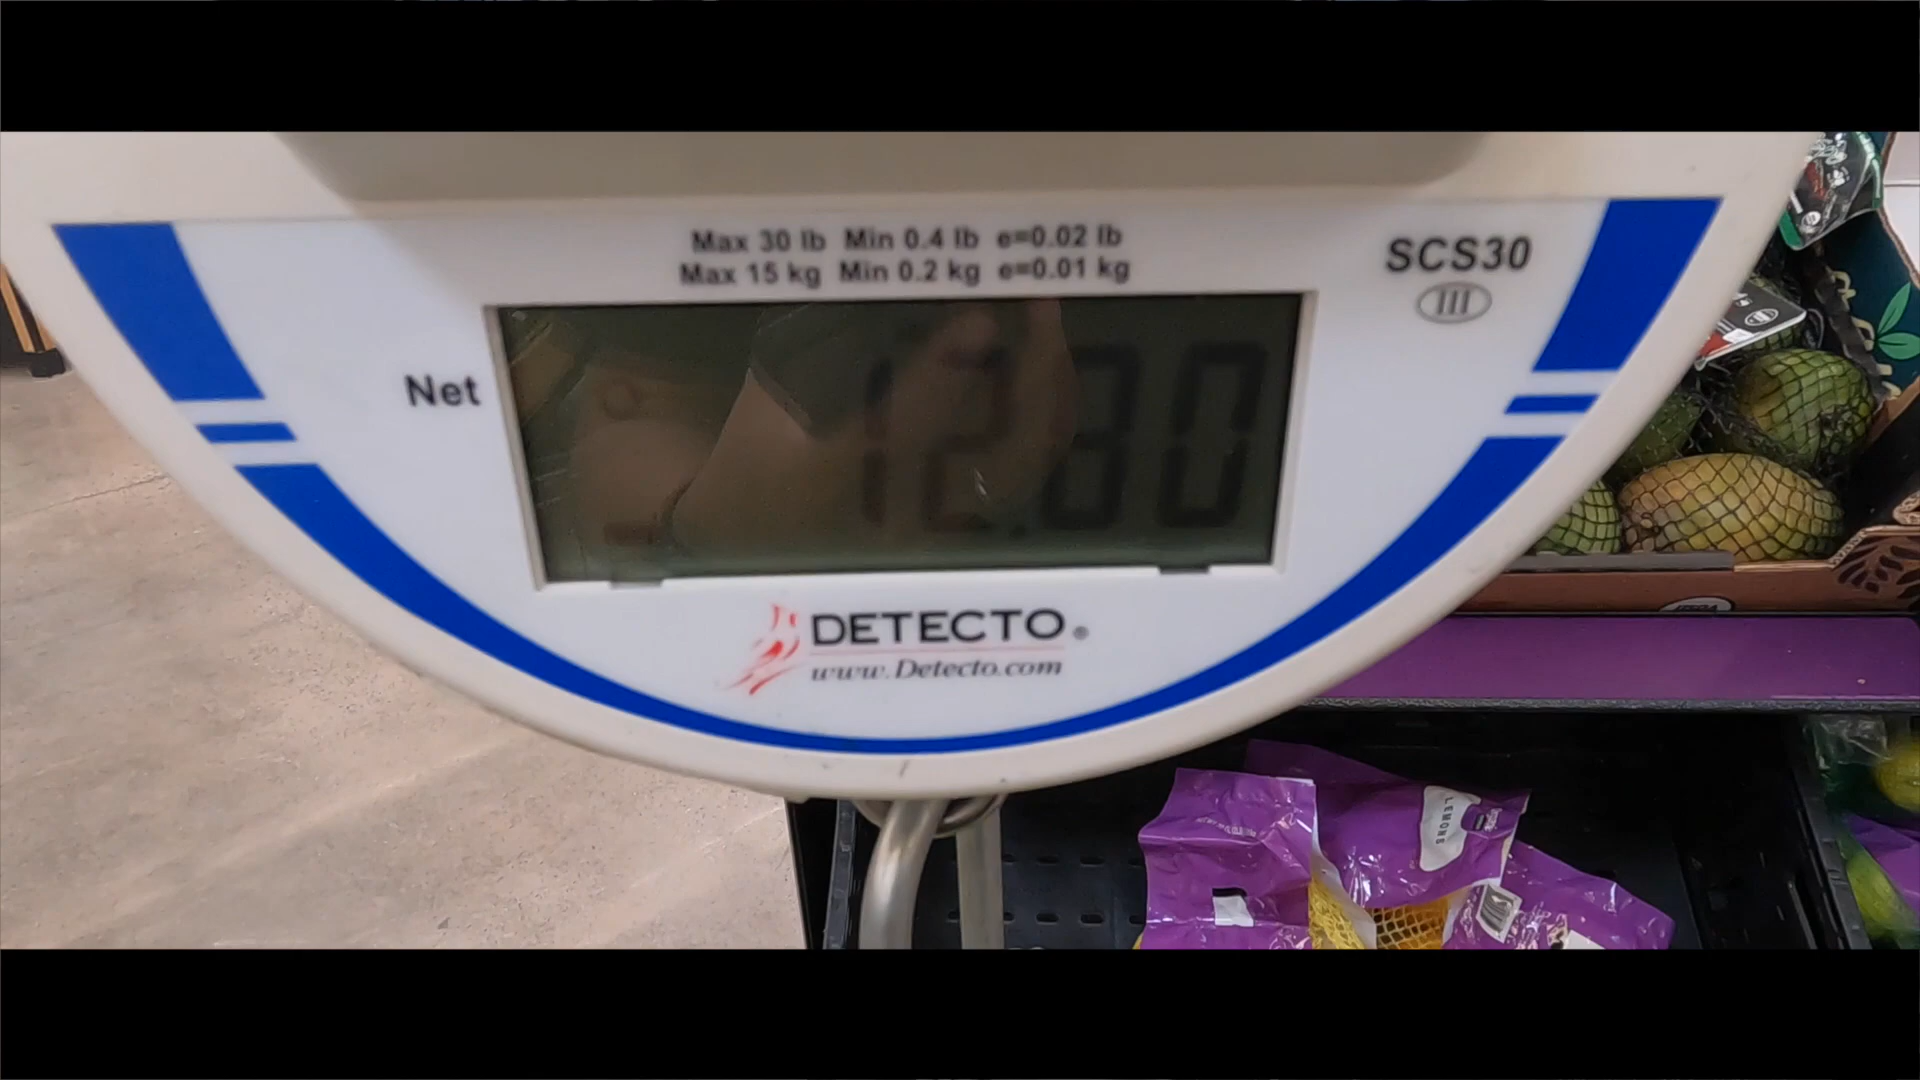 Max 30 lb Min 0.4 lb e=0.02 lb
Max 15 kg Min 0.2 kg e=0.01 kg
SCS30
III
Net
12.80
DETECTO®
www.Detecto.com
LEMONS